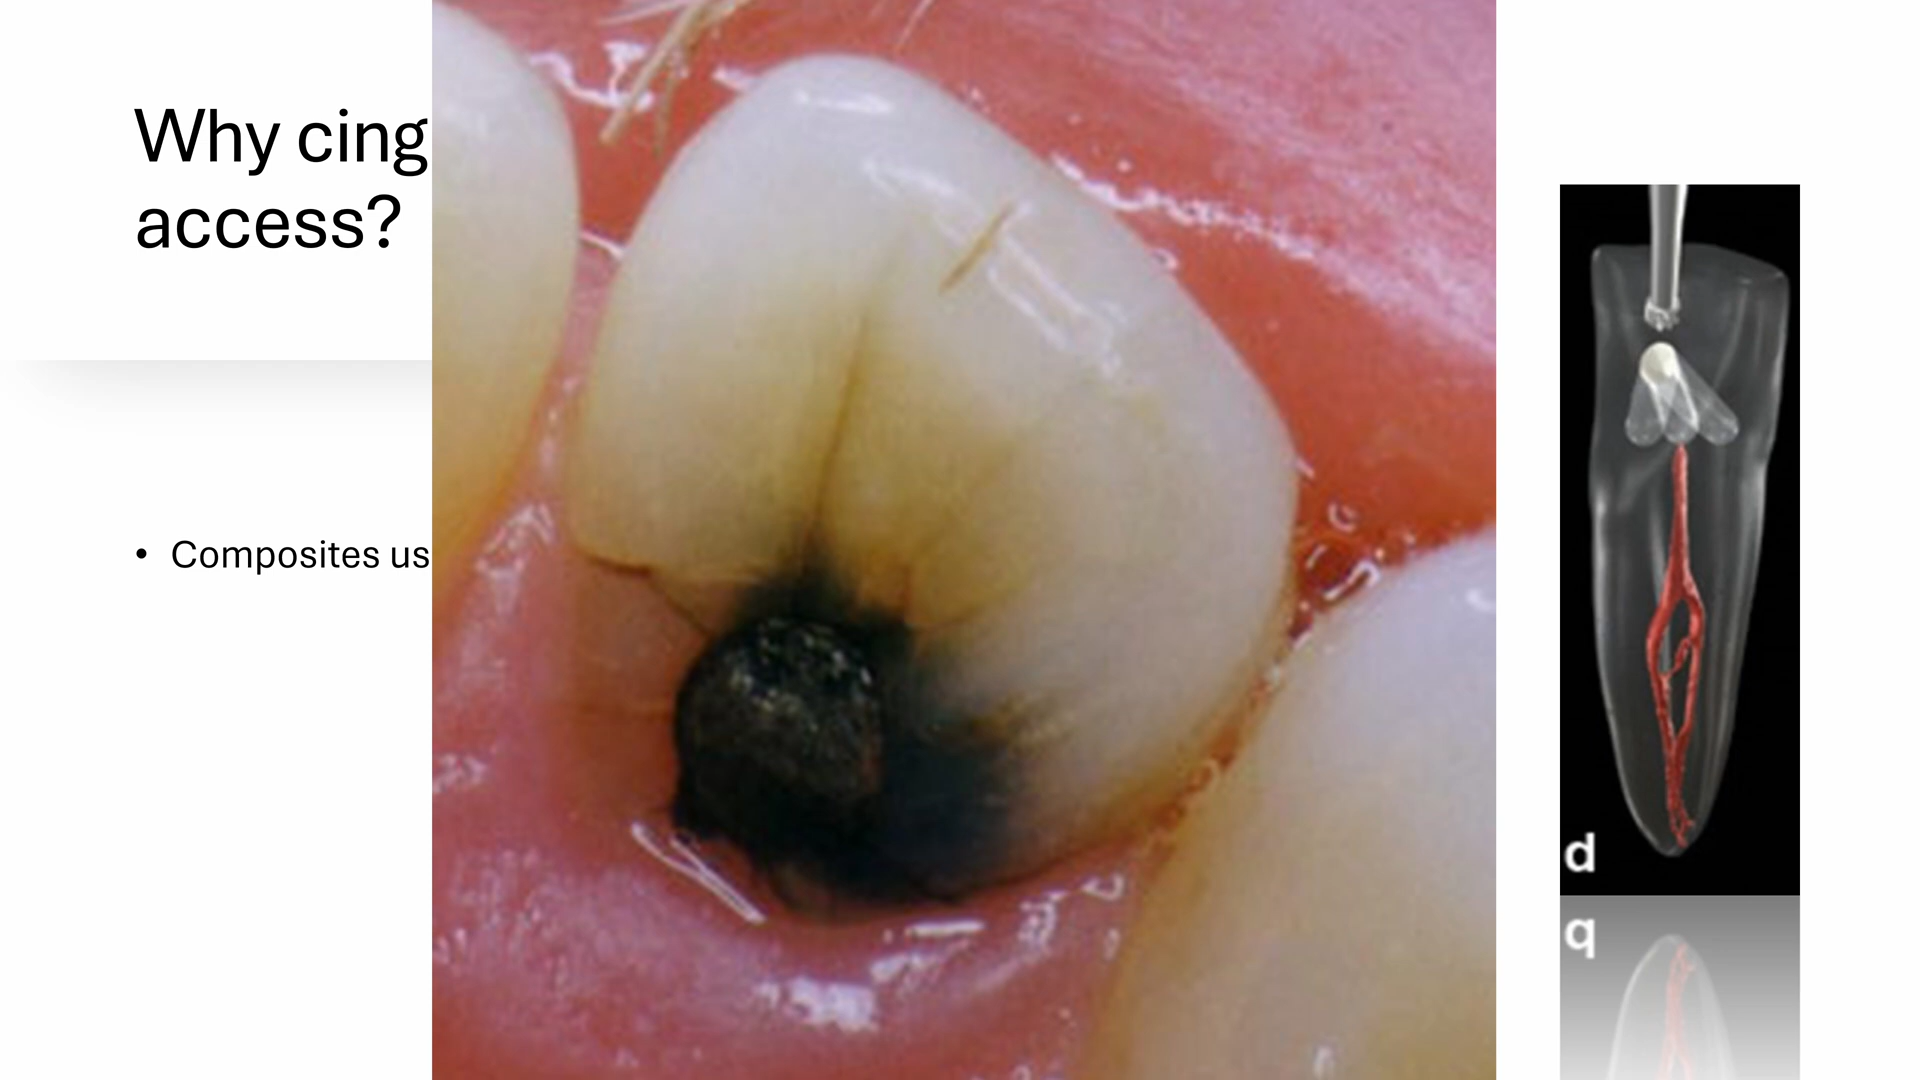 Why cing
access?
• Composites us
d